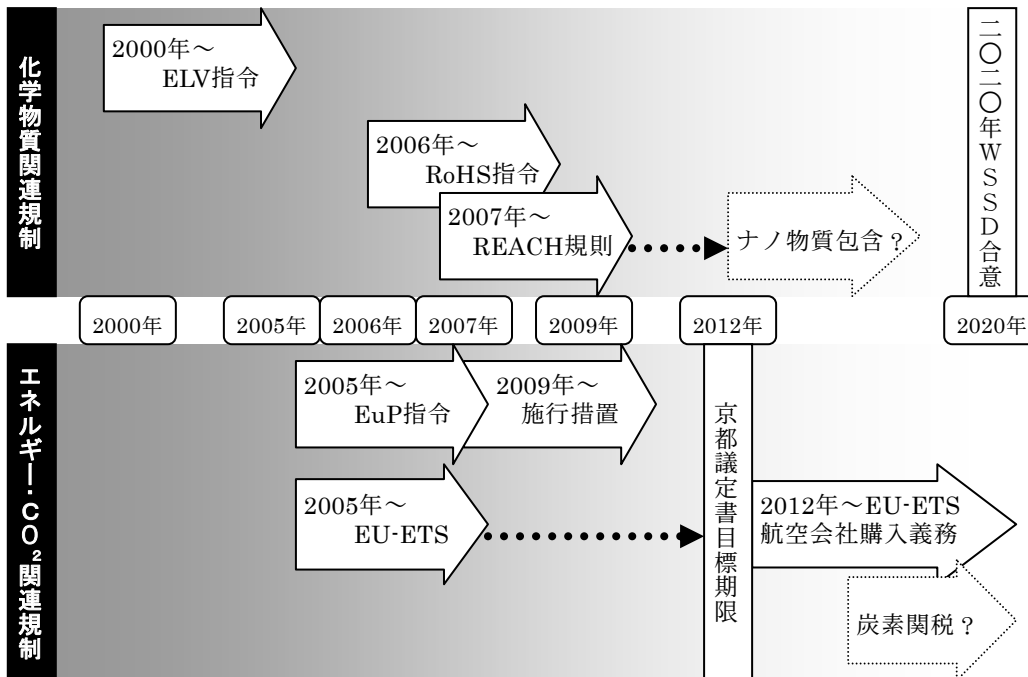 化学物質関連規制
2000年～
ELV指令
2006年～
RoHS指令
2007年～
REACH規則
ナノ物質包含？
二〇二〇年WSSD合意
2000年
2005年
2006年
2007年
2009年
2012年
2020年
エネルギー・CO₂関連規制
2005年～
EuP指令
2009年～
施行措置
2005年～
EU-ETS
京都議定書目標期限
2012年～EU-ETS
航空会社購入義務
炭素関税？